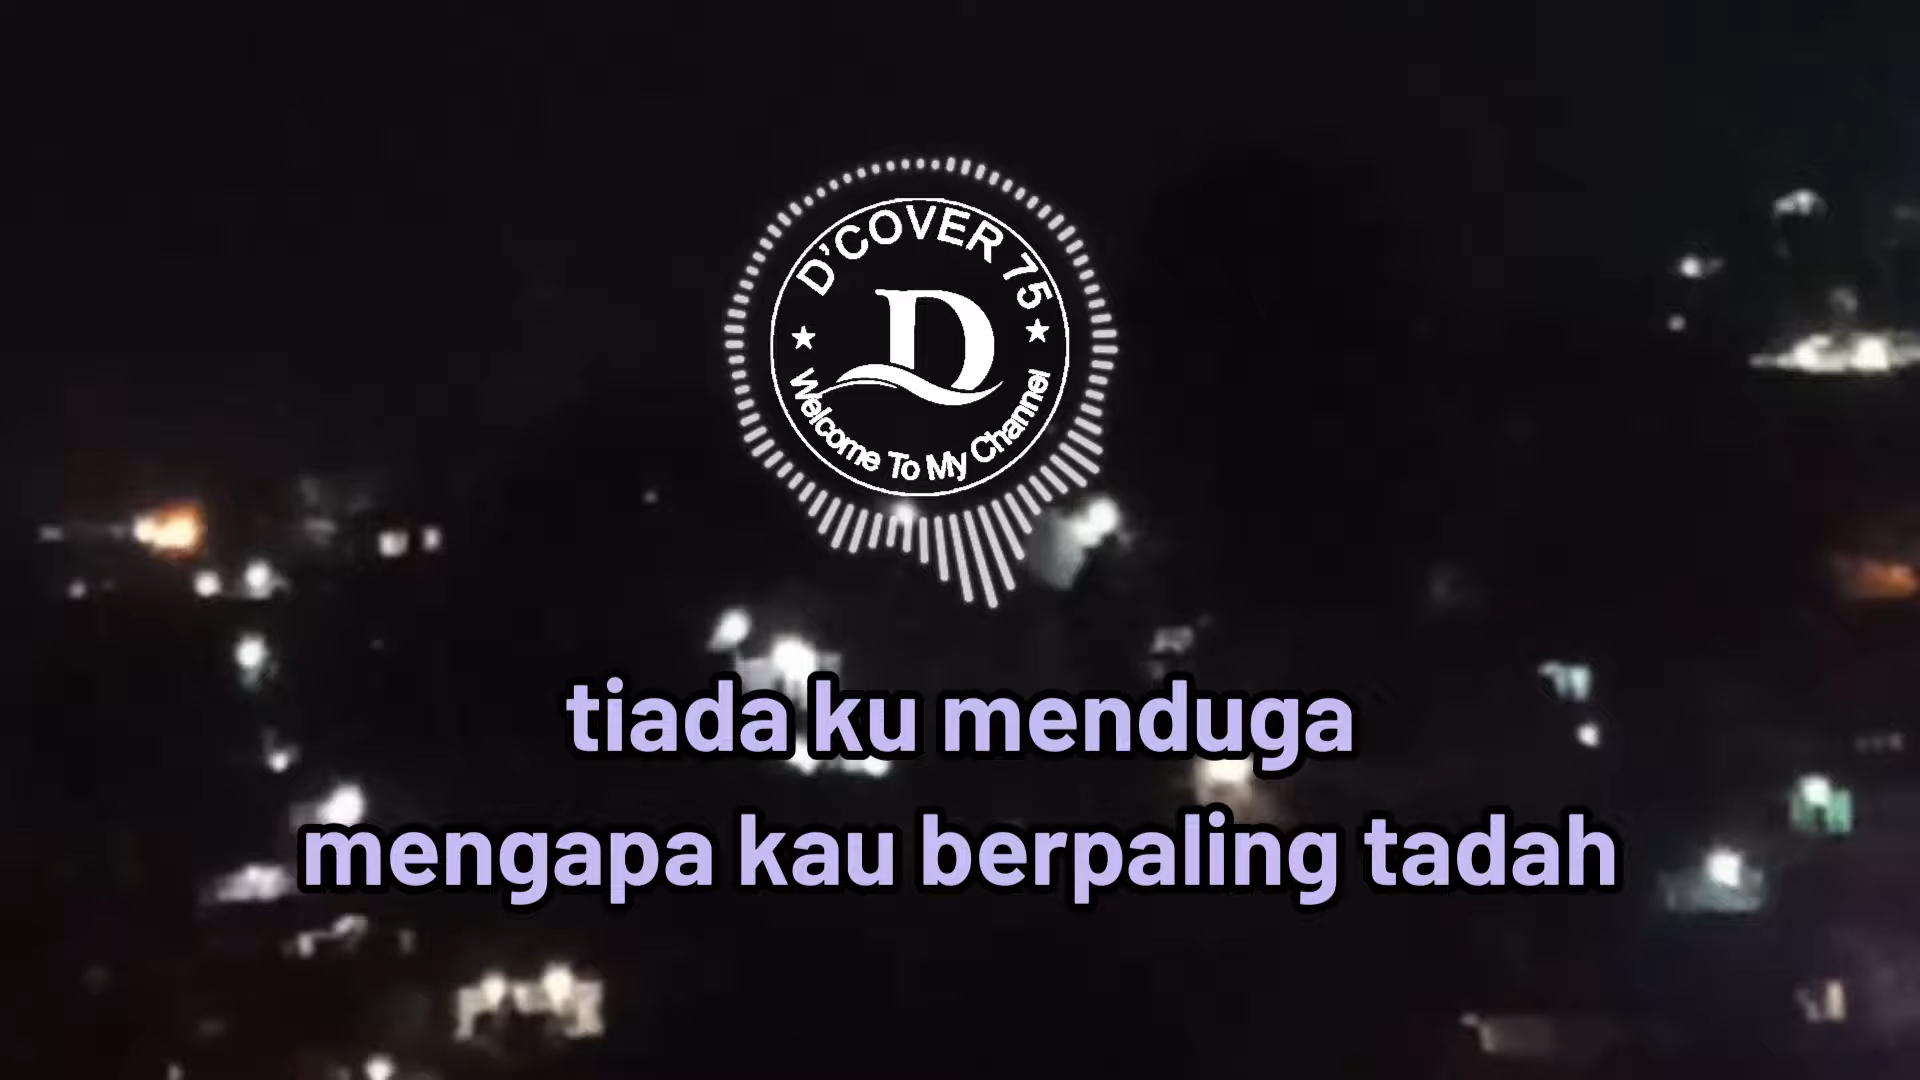 D’COVER 75
D
Welcome To My Channel
tiada ku menduga
mengapa kau berpaling tadah